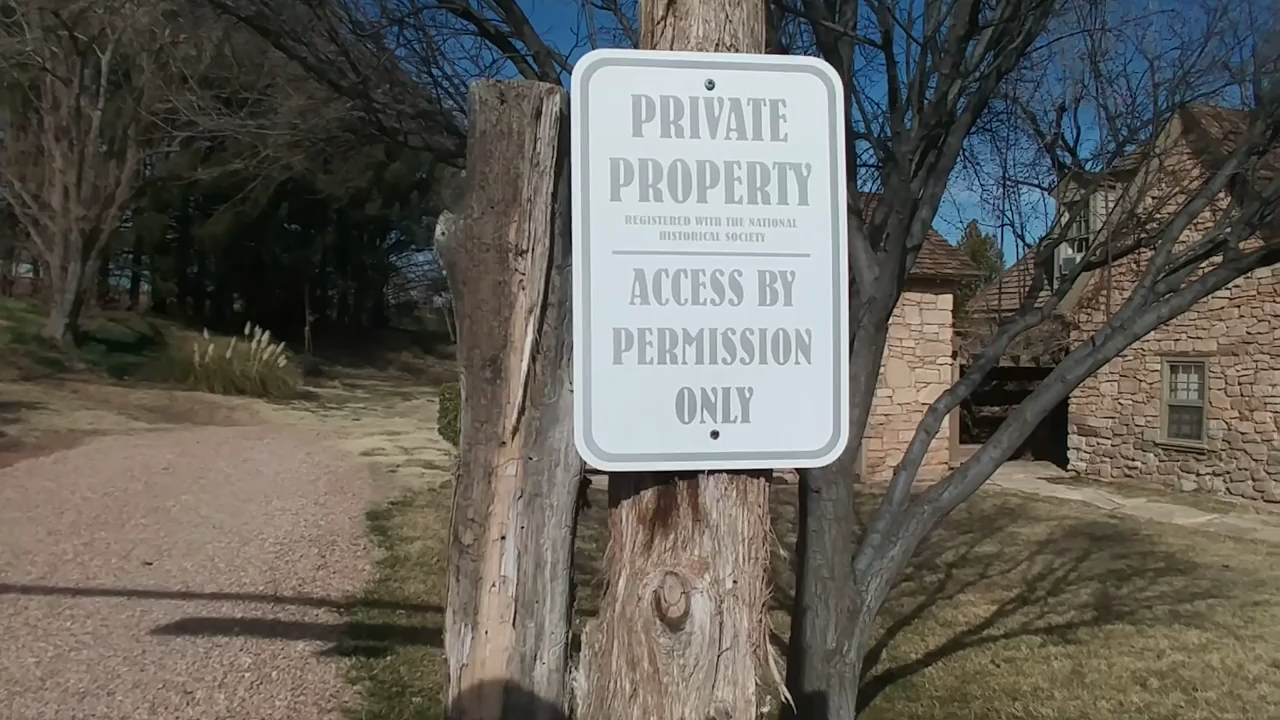 PRIVATE
PROPERTY
REGISTERED WITH THE NATIONAL
HISTORICAL SOCIETY
ACCESS BY
PERMISSION
ONLY